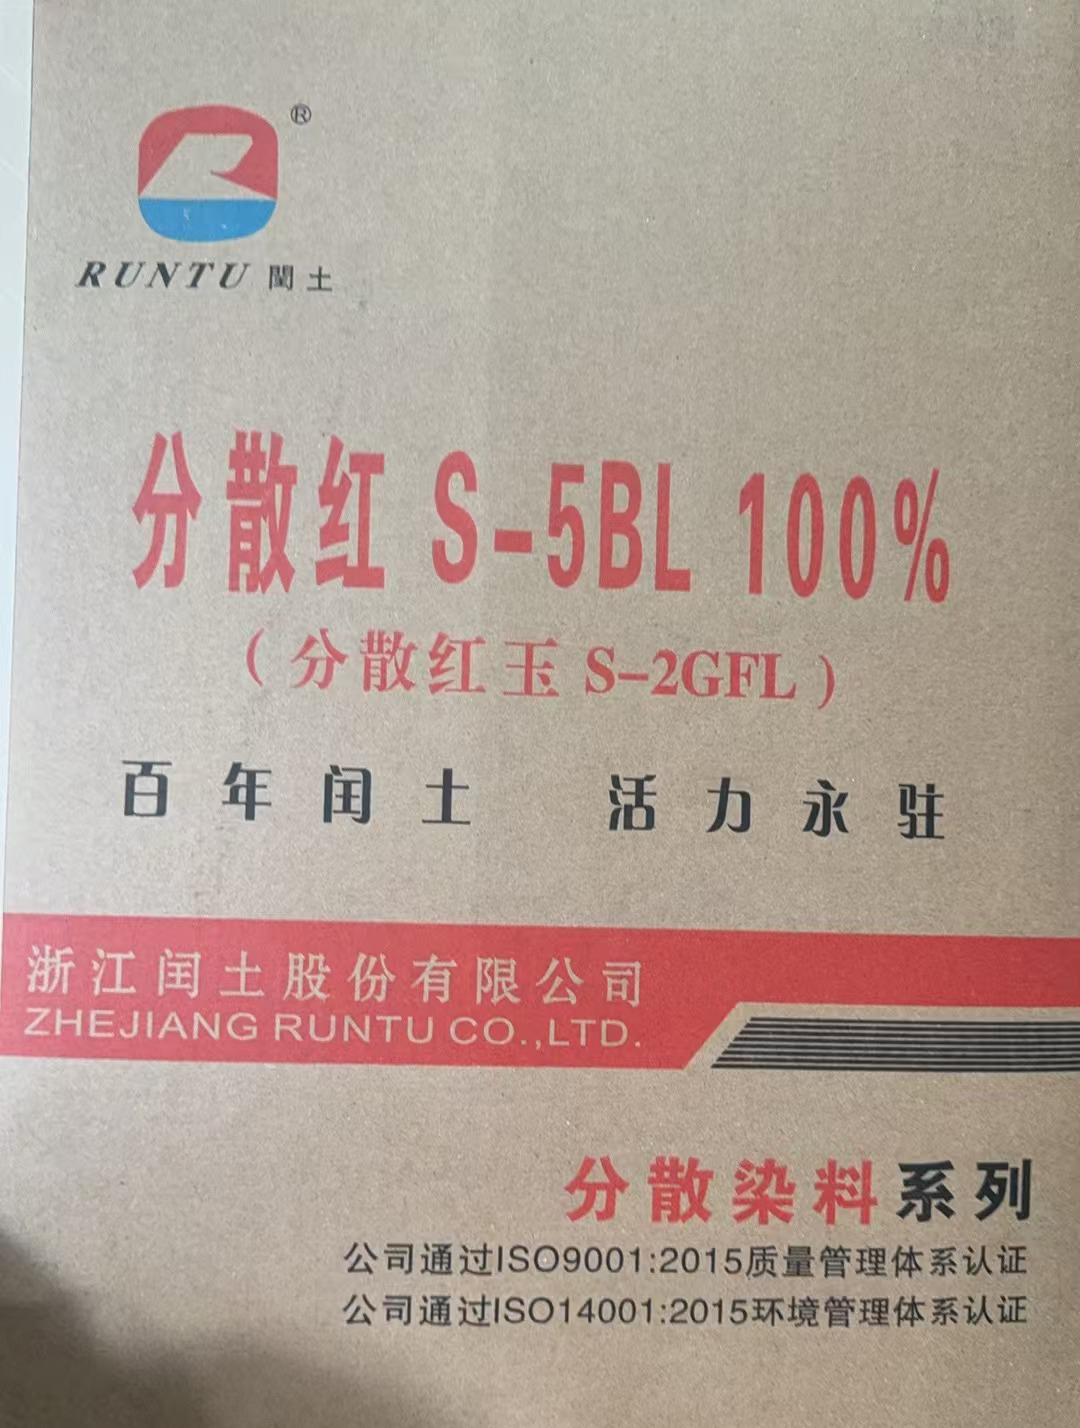 ®
RUNTU 閏土
分散红 S-5BL 100%
(分散红玉 S-2GFL)
百年闰土 活力永驻
浙江闰土股份有限公司
ZHEJIANG RUNTU CO.,LTD.
分散染料系列
公司通过ISO9001:2015质量管理体系认证
公司通过ISO14001:2015环境管理体系认证